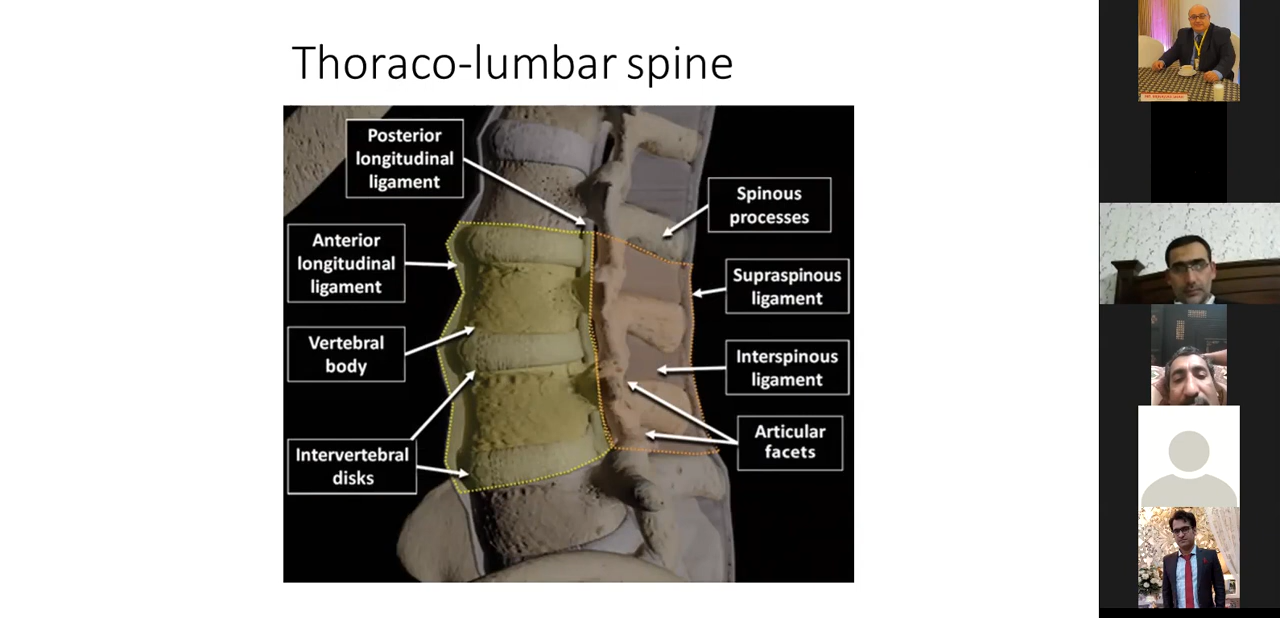 Thoraco-lumbar spine
Posterior
longitudinal
ligament
Anterior
longitudinal
ligament
Vertebral
body
Intervertebral
disks
Spinous
processes
Supraspinous
ligament
Interspinous
ligament
Articular
facets